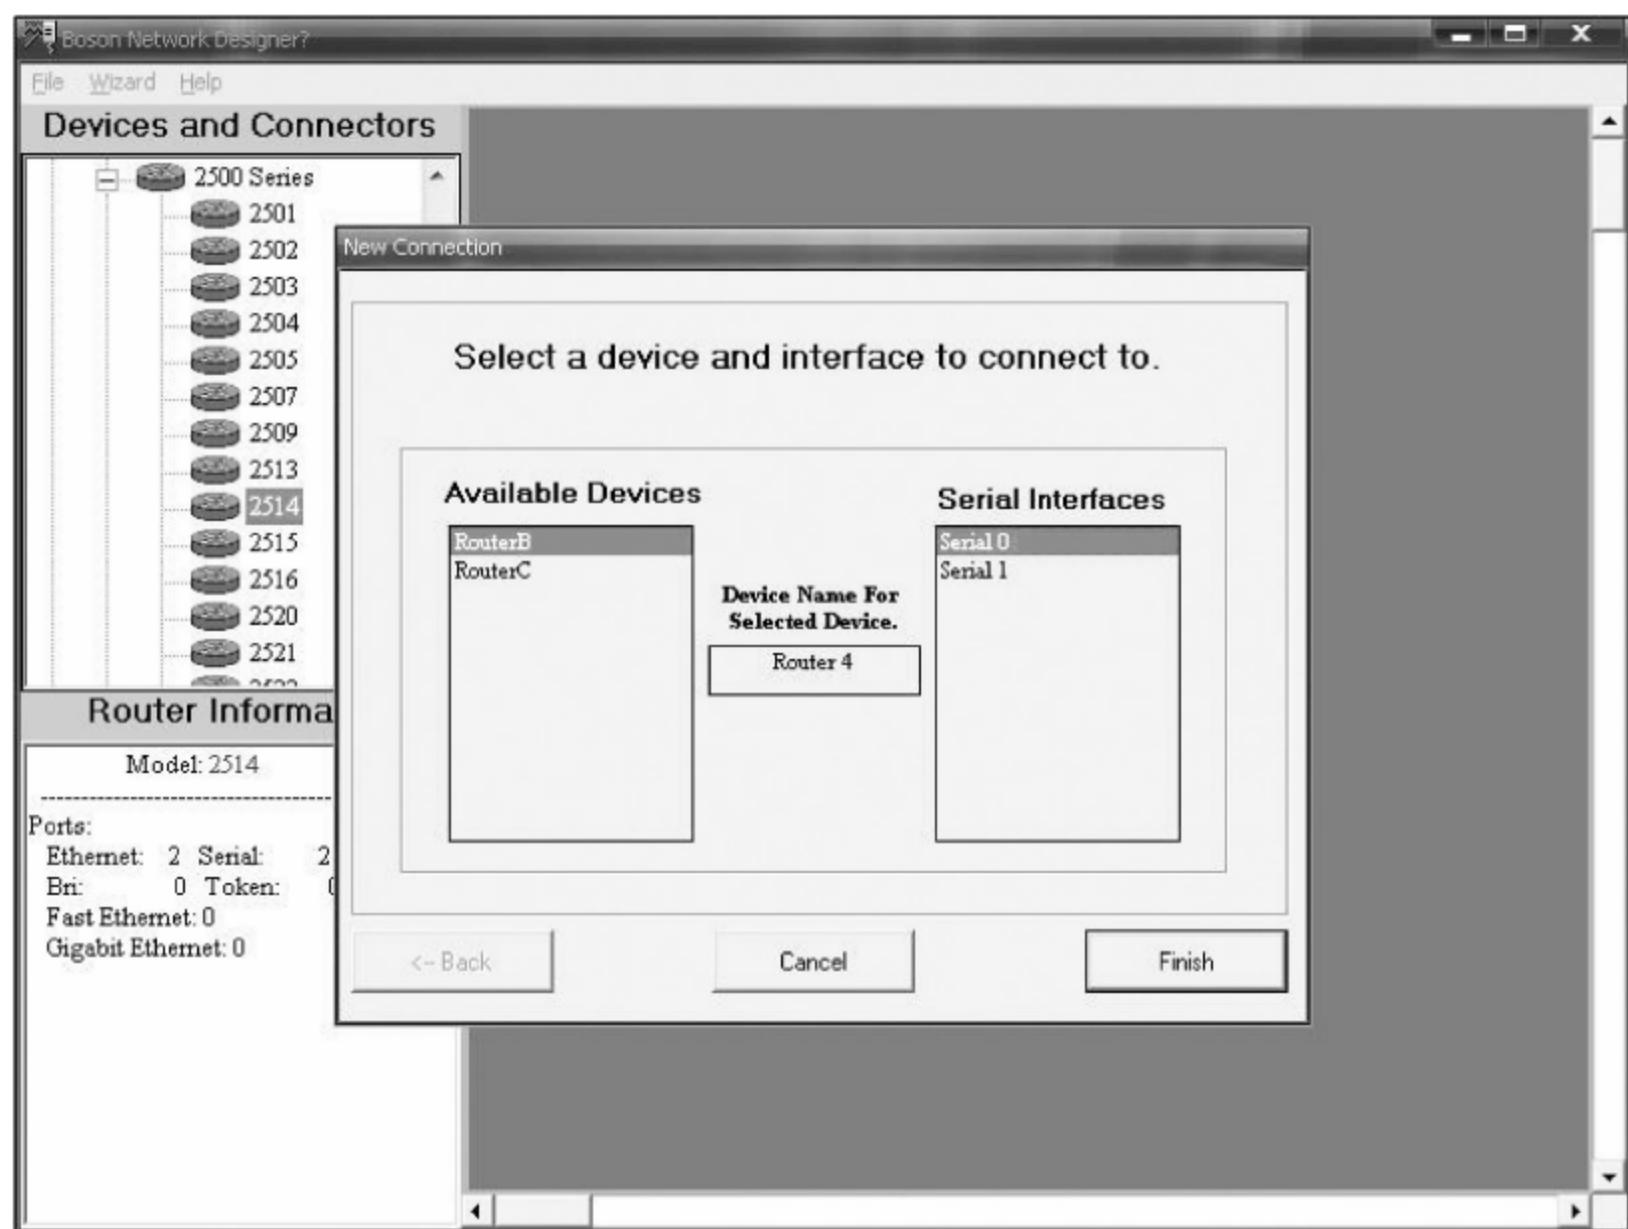 Boson Network Designer?
File Wizard Help
Devices and Connectors
2500 Series
2501
2502
2503
2504
2505
2507
2509
2513
2514
2515
2516
2520
2521
Router Informa
Model: 2514
Ports:
Ethernet: 2 Serial: 2
Bri: 0 Token: 0
Fast Ethernet: 0
Gigabit Ethernet: 0
New Connection
Select a device and interface to connect to.
Available Devices
RouterB
RouterC
Device Name For
Selected Device.
Router 4
Serial Interfaces
Serial 0
Serial 1
<-- Back
Cancel
Finish